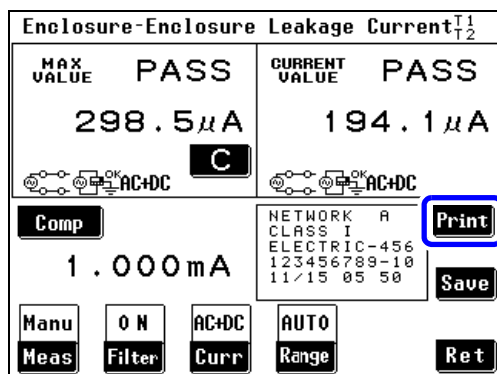 Enclosure-Enclosure Leakage Current T1 T2
MAX VALUE PASS
298.5μA
C
OK AC+DC
CURRENT VALUE PASS
194.1μA
OK AC+DC
Comp
1.000mA
NETWORK A
CLASS I
ELECTRIC-456
123456789-10
11/15 05 50
Print
Save
Manu ON AC+DC AUTO
Meas Filter Curr Range Ret